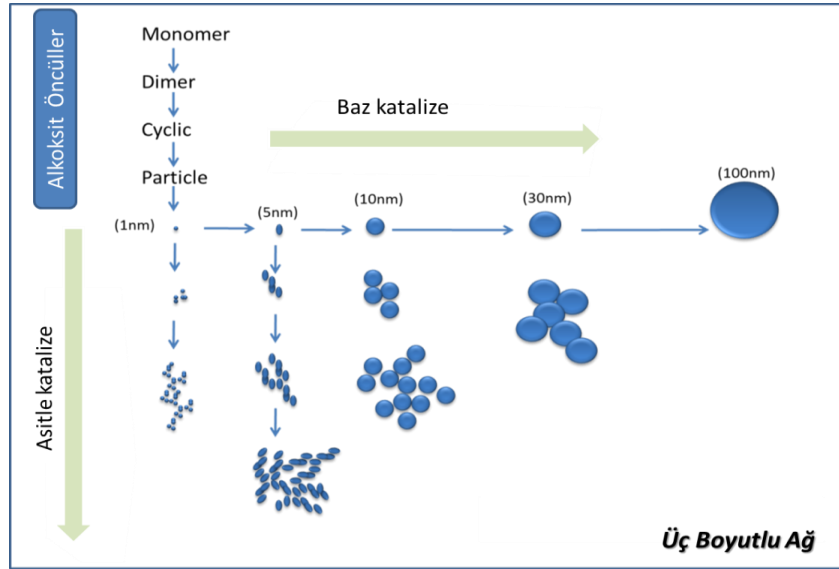 Alkoksit Öncüller
Monomer
Dimer
Cyclic
Particle
Baz katalize
(1nm)
(5nm)
(10nm)
(30nm)
(100nm)
Asitle katalize
Üç Boyutlu Ağ